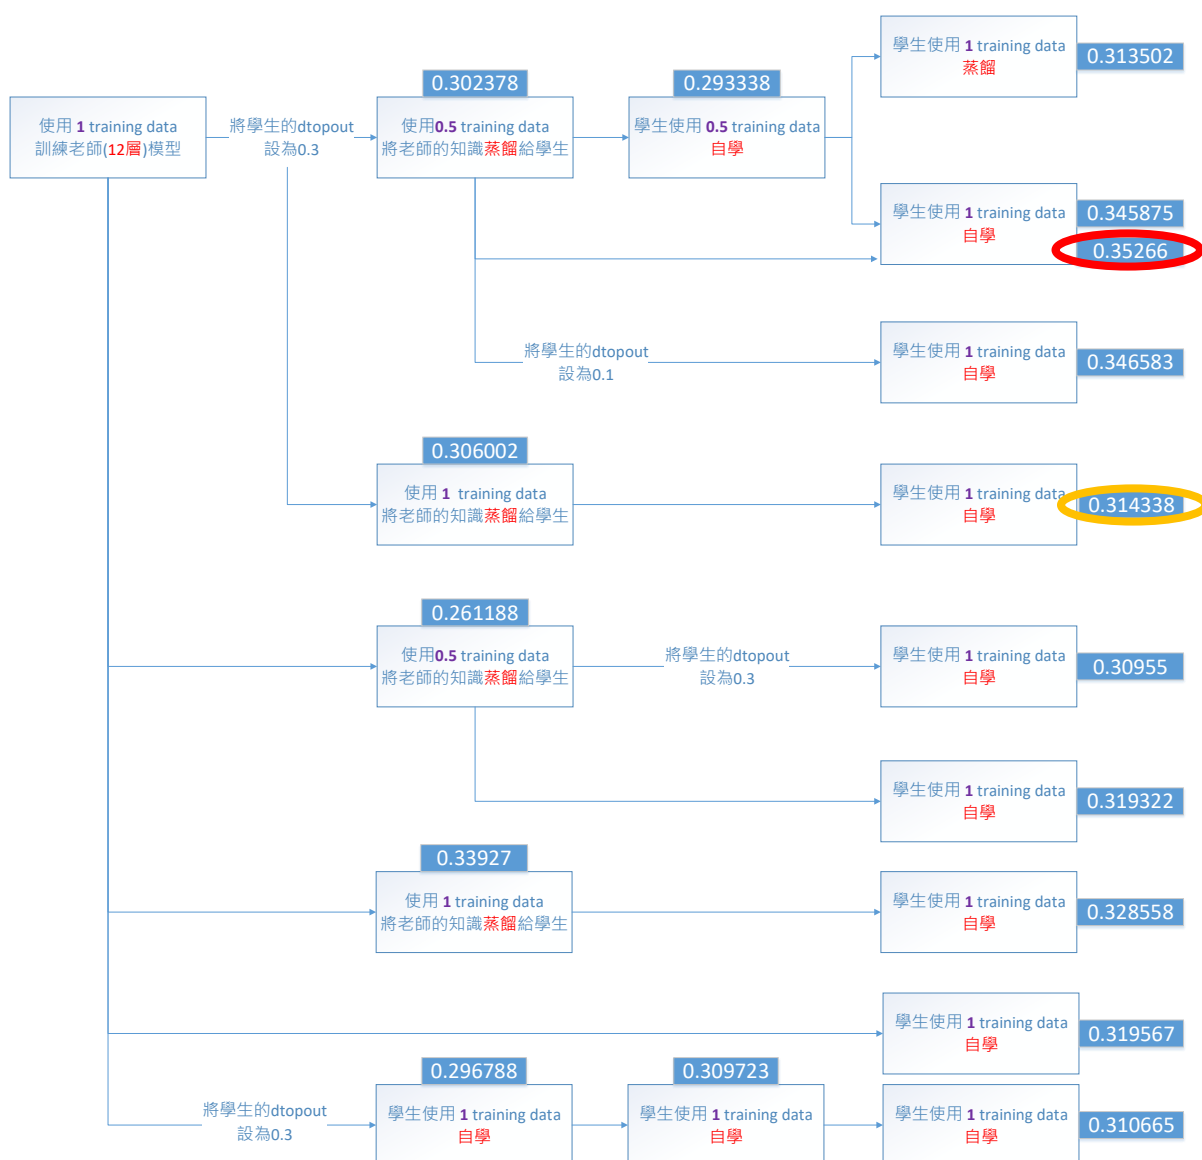 使用 1 training data
訓練老師(12層)模型
將學生的dtopout
設為0.3
0.302378
使用0.5 training data
將老師的知識蒸餾給學生
0.293338
學生使用 0.5 training data
自學
學生使用 1 training data
蒸餾
0.313502
學生使用 1 training data
自學
0.345875
0.35266
將學生的dtopout
設為0.1
學生使用 1 training data
自學
0.346583
0.306002
使用 1 training data
將老師的知識蒸餾給學生
學生使用 1 training data
自學
0.314338
0.261188
使用0.5 training data
將老師的知識蒸餾給學生
將學生的dtopout
設為0.3
學生使用 1 training data
自學
0.30955
學生使用 1 training data
自學
0.319322
0.33927
使用 1 training data
將老師的知識蒸餾給學生
學生使用 1 training data
自學
0.328558
學生使用 1 training data
自學
0.319567
將學生的dtopout
設為0.3
0.296788
學生使用 1 training data
自學
0.309723
學生使用 1 training data
自學
學生使用 1 training data
自學
0.310665